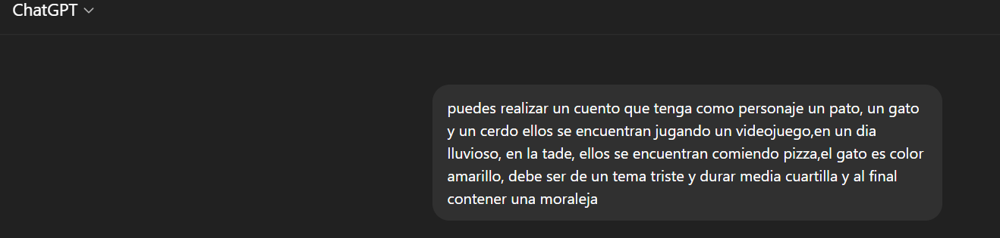 ChatGPT
puedes realizar un cuento que tenga como personaje un pato, un gato
y un cerdo ellos se encuentran jugando un videojuego,en un dia
lluvioso, en la tade, ellos se encuentran comiendo pizza,el gato es color
amarillo, debe ser de un tema triste y durar media cuartilla y al final
contener una moraleja